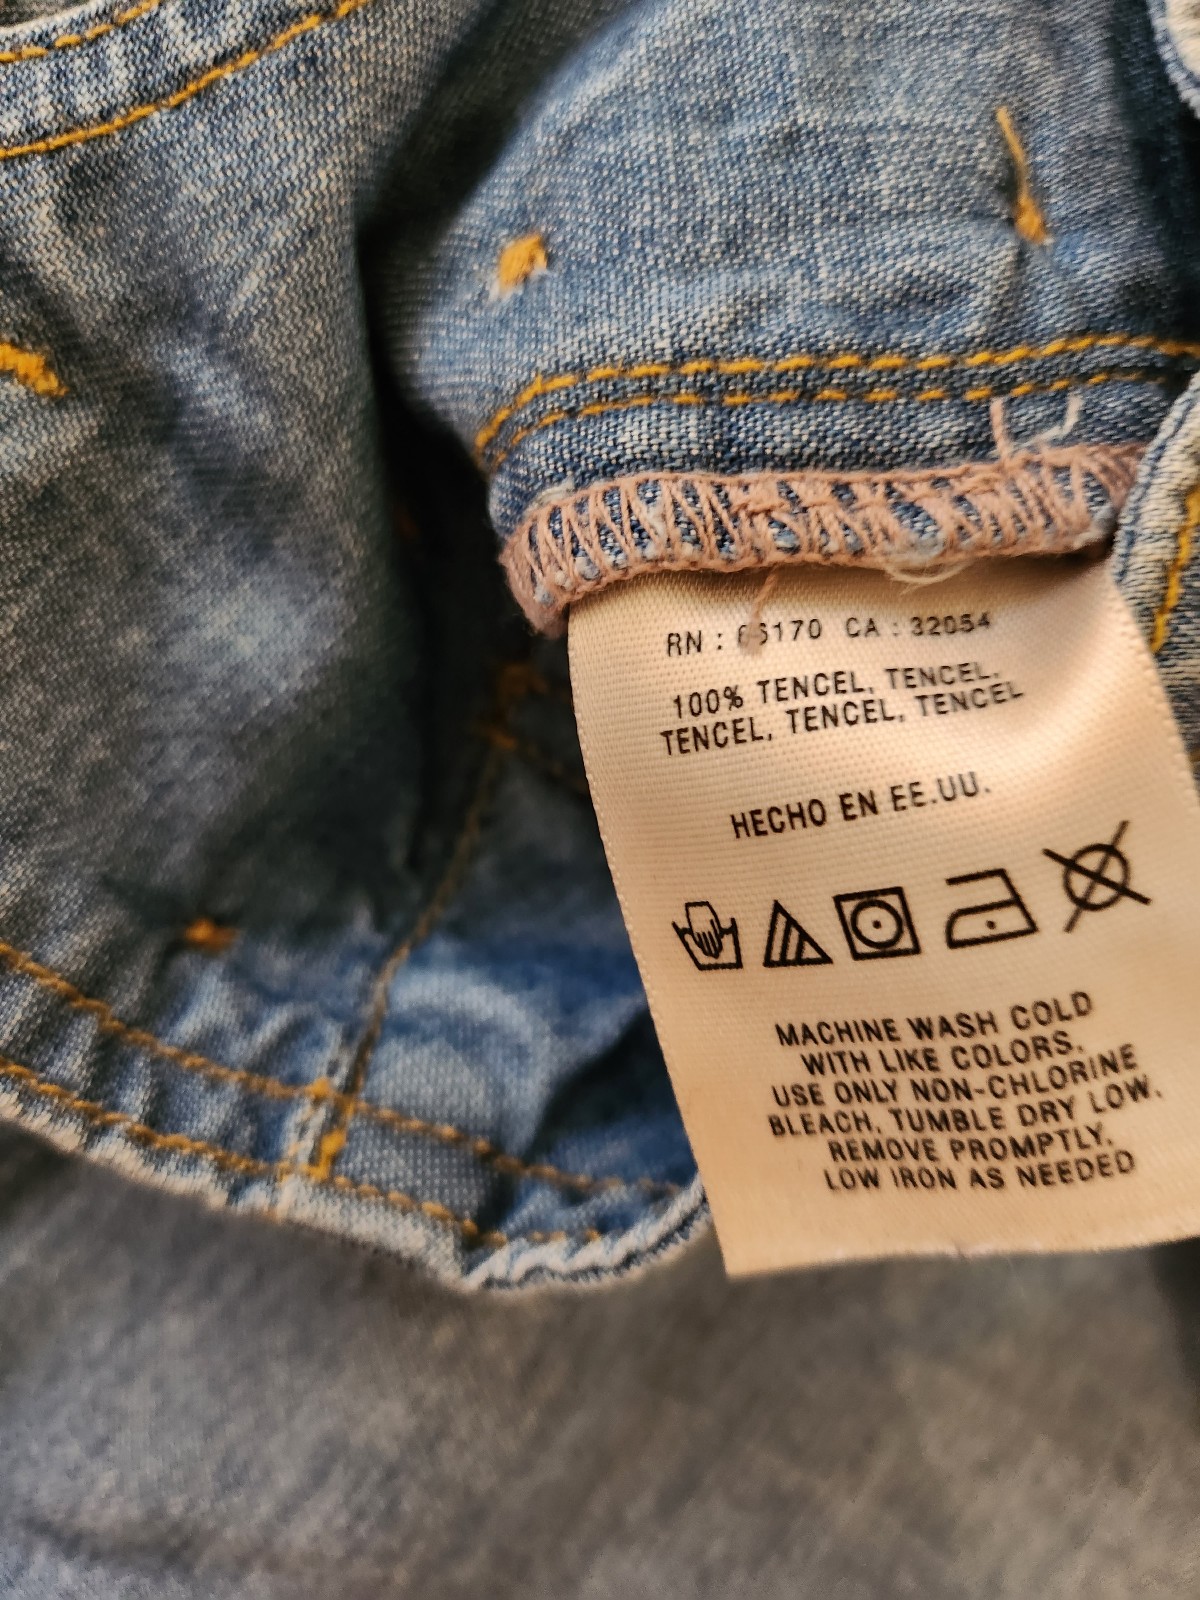 RN : 66170 CA : 32054
100% TENCEL, TENCEL,
TENCEL, TENCEL, TENCEL
HECHO EN EE.UU.
MACHINE WASH COLD
WITH LIKE COLORS.
USE ONLY NON-CHLORINE
BLEACH. TUMBLE DRY LOW.
REMOVE PROMPTLY.
LOW IRON AS NEEDED